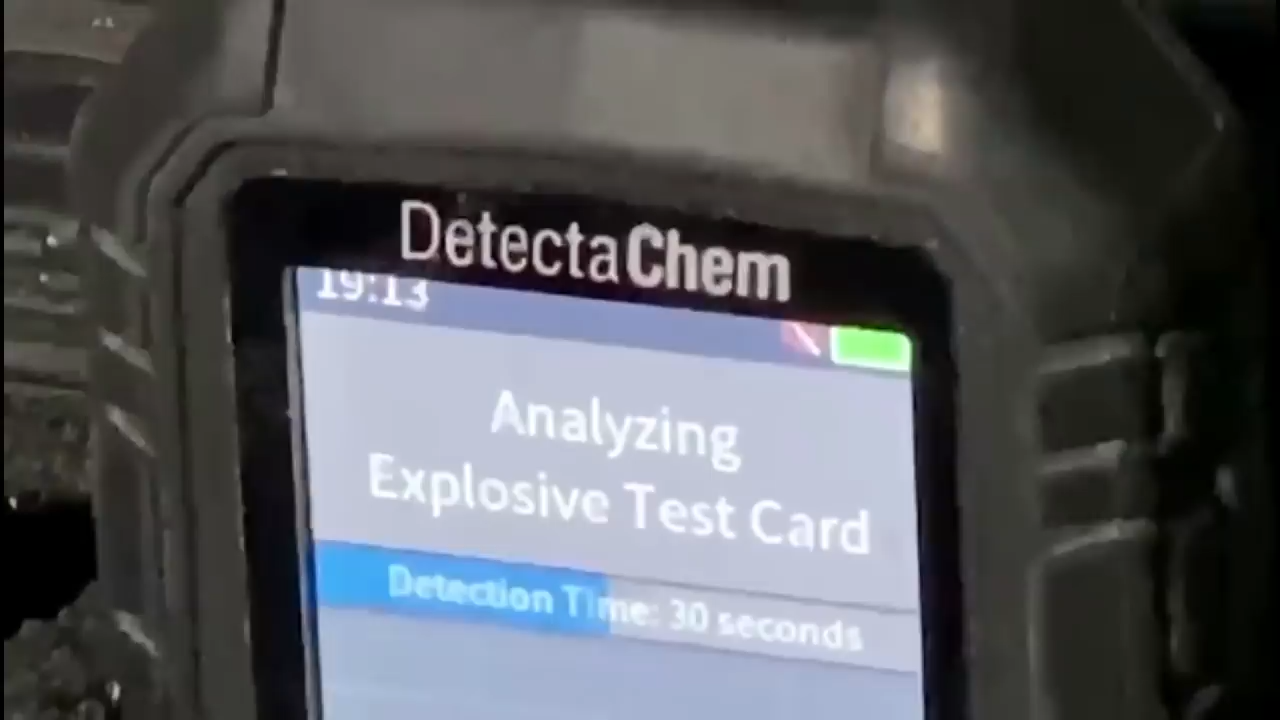 DetectaChem
19:13
Analyzing
Explosive Test Card
Detection Time: 30 seconds